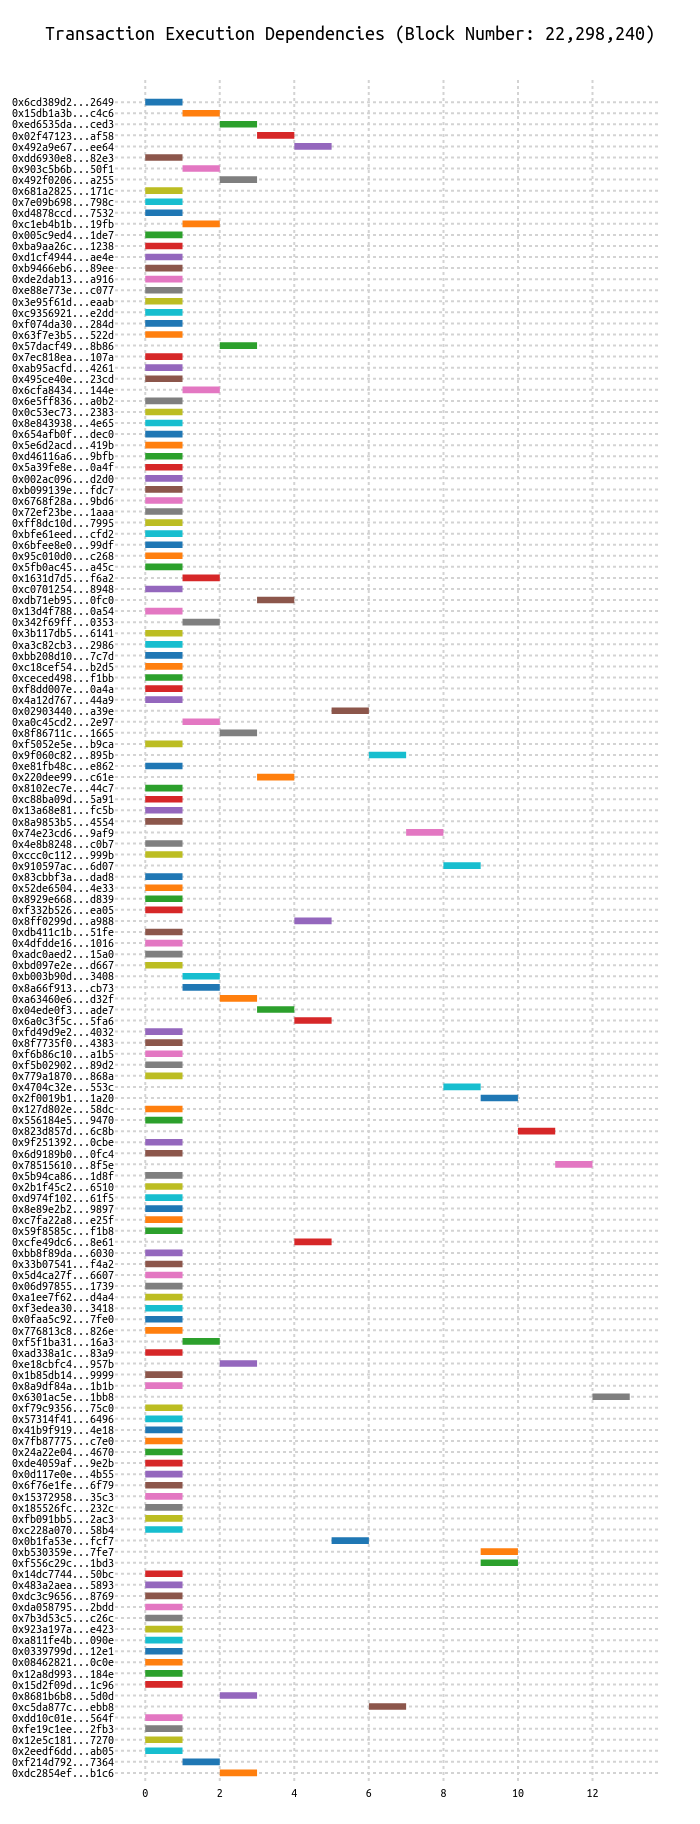 Transaction Execution Dependencies (Block Number: 22,298,240)
0x6cd389d2...2649
0x15db1a3b...c4c6
0xed6535da...ced3
0x02f47123...af58
0x492a9e67...ee64
0xdd6930e8...82e3
0x903c5b6b...50f1
0x492f0206...a255
0x681a2825...171c
0x7e09b698...798c
0xd4878ccd...7532
0xc1eb4b1b...19fb
0x005c9ed4...1de7
0xba9aa26c...1238
0xd1cf4944...ae4e
0xb9466eb6...89ee
0xde2dab13...a916
0xe88e773e...c077
0x3e95f61d...eaab
0xc9356921...e2dd
0xf074da30...284d
0x63f7e3b5...522d
0x57dacf49...8b86
0x7ec818ea...107a
0xab95acfd...4261
0x495ce40e...23cd
0x6cfa8434...144e
0x6e5ff836...a0b2
0x0c53ec73...2383
0x8e843938...4e65
0x654afb0f...dec0
0x5e6d2acd...419b
0xd46116a6...9bfb
0x5a39fe8e...0a4f
0x002ac096...d2d0
0xb099139e...fdc7
0x6768f28a...9bd6
0x72ef23be...1aaa
0xff8dc10d...7995
0xbfe61eed...cfd2
0x6bfee8e0...99df
0x95c010d0...c268
0x5fb0ac45...a45c
0x1631d7d5...f6a2
0xc0701254...8948
0xdb71eb95...0fc0
0x13d4f788...0a54
0x342f69ff...0353
0x3b117db5...6141
0xa3c82cb3...2986
0xbb208d10...7c7d
0xc18cef54...b2d5
0xceced498...f1bb
0xf8dd007e...0a4a
0x4a12d767...44a9
0x02903440...a39e
0xa0c45cd2...2e97
0x8f86711c...1665
0xf5052e5e...b9ca
0x9f060c82...895b
0xe81fb48c...e862
0x220dee99...c61e
0x8102ec7e...44c7
0xc88ba09d...5a91
0x13a68e81...fc5b
0x8a9853b5...4554
0x74e23cd6...9af9
0x4e8b8248...c0b7
0xccc0c112...999b
0x910597ac...6d07
0x83cbbf3a...dad8
0x52de6504...4e33
0x8929e668...d839
0xf332b526...ea05
0x8ff0299d...a988
0xdb411c1b...51fe
0x4dfdde16...1016
0xadc0aed2...15a0
0xbd097e2e...d667
0xb003b90d...3408
0x8a66f913...cb73
0xa63460e6...d32f
0x04ede0f3...ade7
0x6a0c3f5c...5fa6
0xfd49d9e2...4032
0x8f7735f0...4383
0xf6b86c10...a1b5
0xf5b02902...89d2
0x779a1870...868a
0x4704c32e...553c
0x2f0019b1...1a20
0x127d802e...58dc
0x556184e5...9470
0x823d857d...6c8b
0x9f251392...0cbe
0x6d9189b0...0fc4
0x78515610...8f5e
0x5b94ca86...1d8f
0x2b1f45c2...6510
0xd974f102...61f5
0x8e89e2b2...9897
0xc7fa22a8...e25f
0x59f8585c...f1b8
0xcfe49dc6...8e61
0xbb8f89da...6030
0x33b07541...f4a2
0x5d4ca27f...6607
0x06d97855...1739
0xa1ee7f62...d4a4
0xf3edea30...3418
0x0faa5c92...7fe0
0x776813c8...826e
0xf5f1ba31...16a3
0xad338a1c...83a9
0xe18cbfc4...957b
0x1b85db14...9999
0x8a9df84a...1b1b
0x6301ac5e...1bb8
0xf79c9356...75c0
0x57314f41...6496
0x41b9f919...4e18
0x7fb87775...c7e0
0x24a22e04...4670
0xde4059af...9e2b
0x0d117e0e...4b55
0x6f76e1fe...6f79
0x15372958...35c3
0x185526fc...232c
0xfb091bb5...2ac3
0xc228a070...58b4
0x0b1fa53e...fcf7
0xb530359e...7fe7
0xf556c29c...1bd3
0x14dc7744...50bc
0x483a2aea...5893
0xdc3c9656...8769
0xda058795...2bdd
0x7b3d53c5...c26c
0x923a197a...e423
0xa811fe4b...090e
0x0339799d...12e1
0x08462821...0c0e
0x12a8d993...184e
0x15d2f09d...1c96
0x8681b6b8...5d0d
0xc5da877c...ebb8
0xdd10c01e...564f
0xfe19c1ee...2fb3
0x12e5c181...7270
0x2eedf6dd...ab05
0xf214d792...7364
0xdc2854ef...b1c6
0 2 4 6 8 10 12